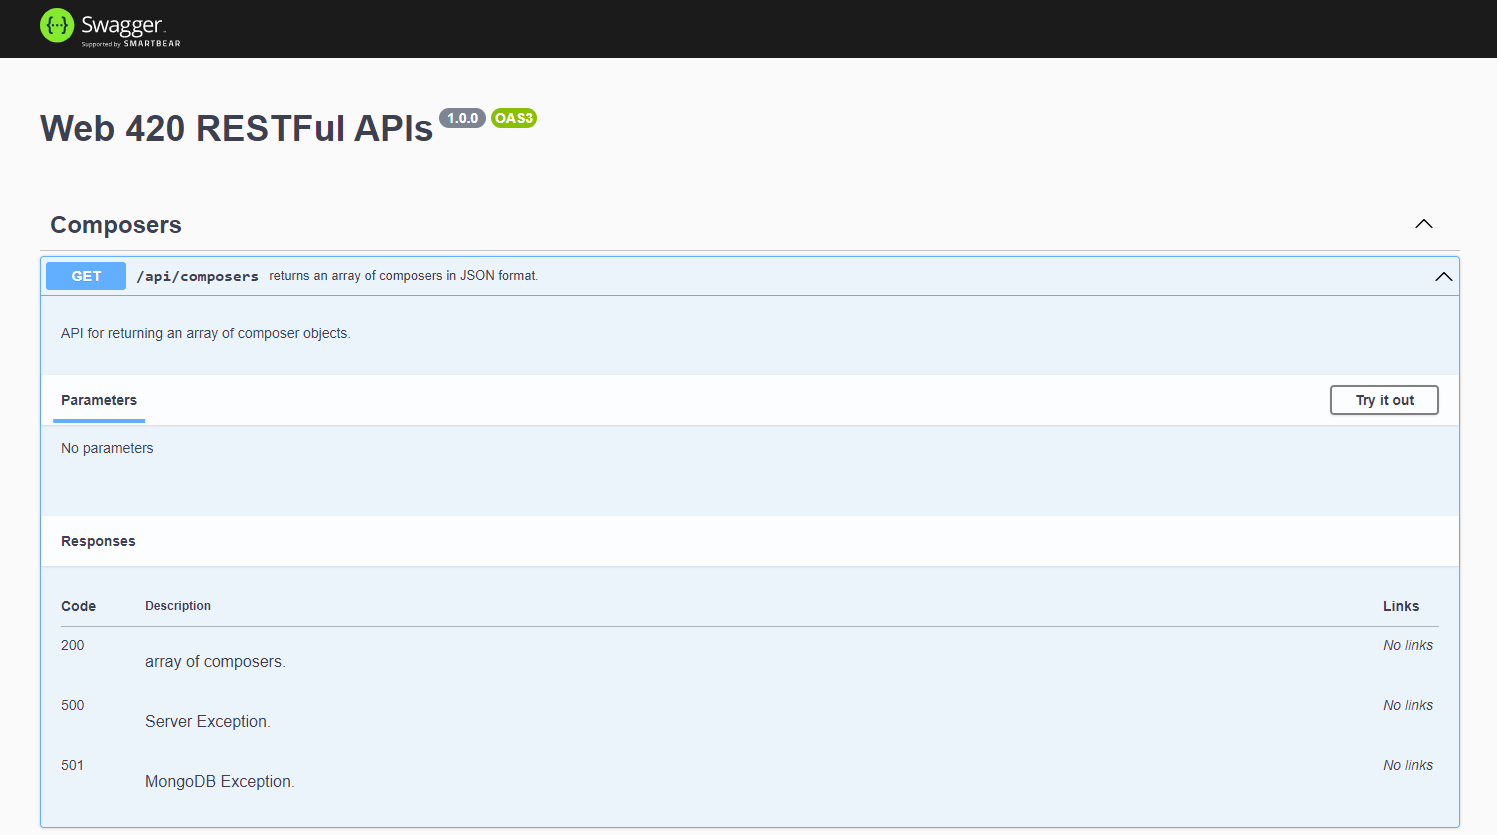 Swagger
Supported by SMARTBEAR
Web 420 RESTFul APIs 1.0.0 OAS3
Composers
GET /api/composers returns an array of composers in JSON format.
API for returning an array of composer objects.
Parameters Try it out
No parameters
Responses
Code Description Links
200 No links
array of composers.
500 No links
Server Exception.
501 No links
MongoDB Exception.